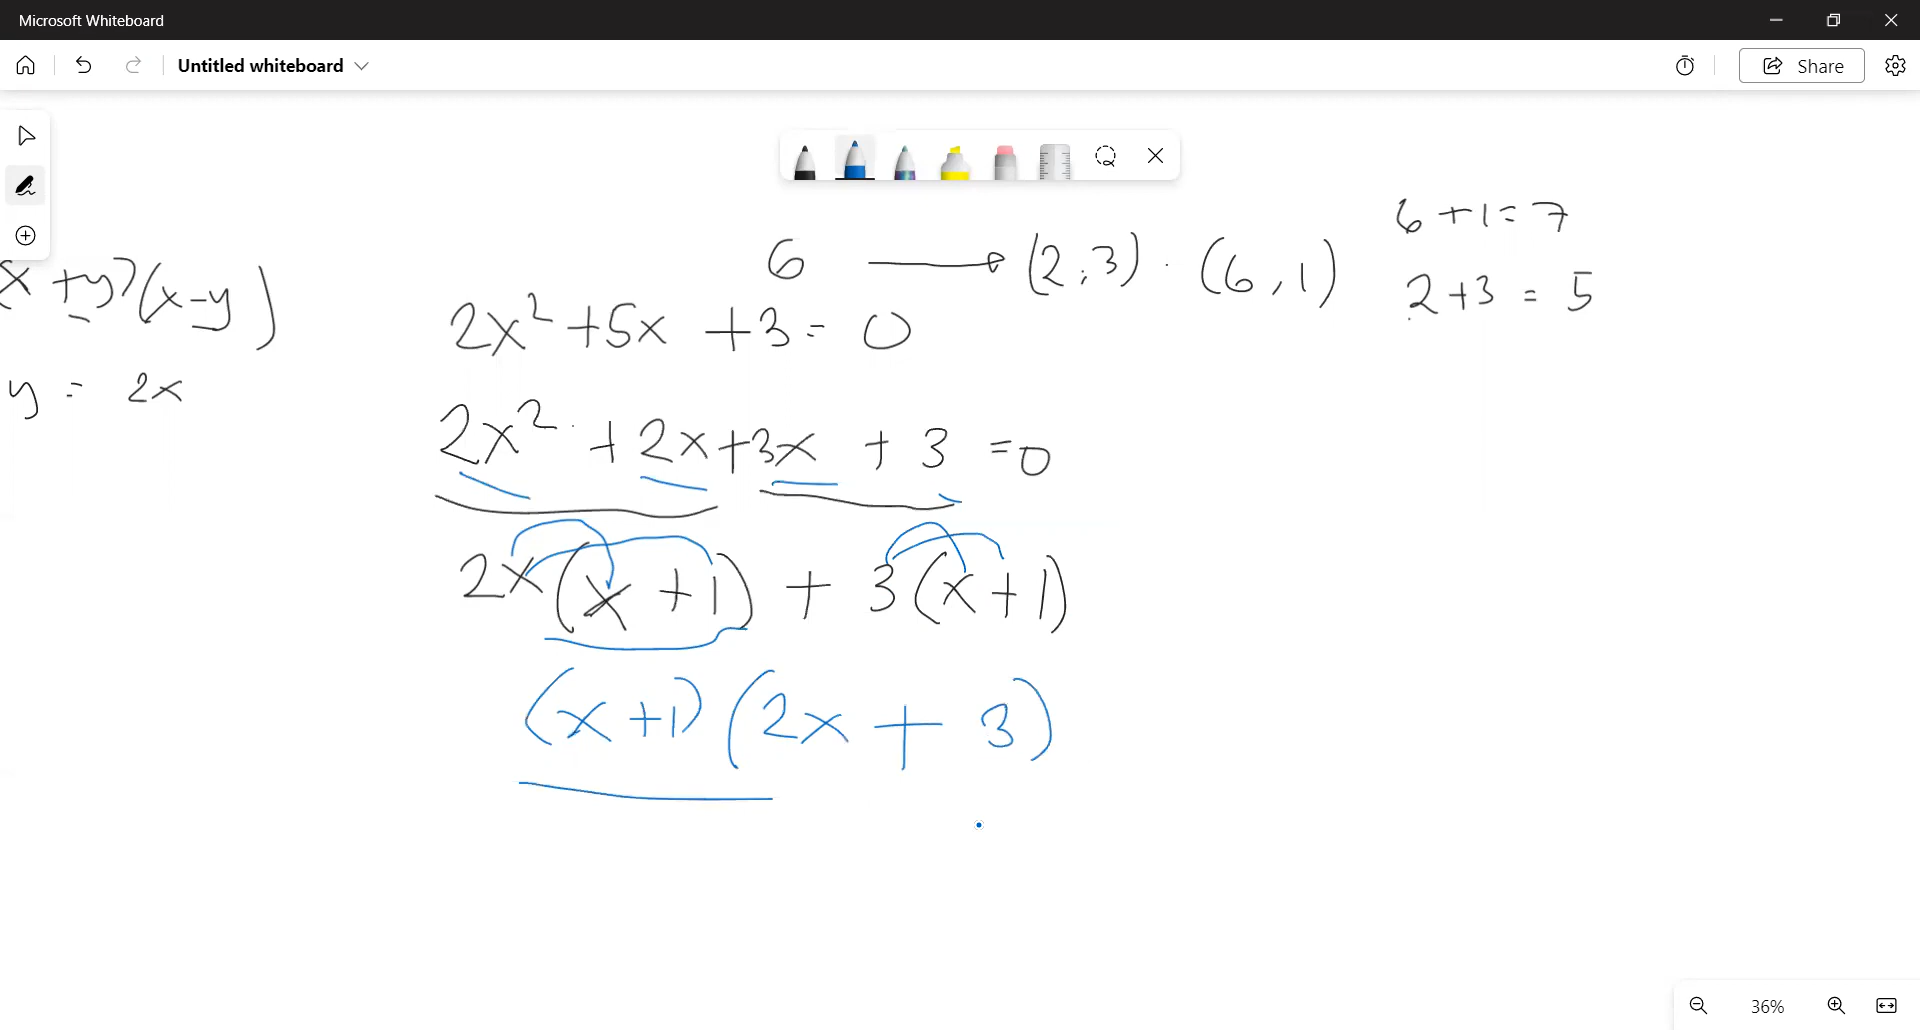 Microsoft Whiteboard
Untitled whiteboard
Share
6 + 1 = 7
6 → (2,3) · (6,1)
2 + 3 = 5
x + y)(x - y)
2x² + 5x + 3 = 0
y = 2x
2x² + 2x + 3x + 3 = 0
2x(x + 1) + 3(x + 1)
(x + 1)(2x + 3)
36%